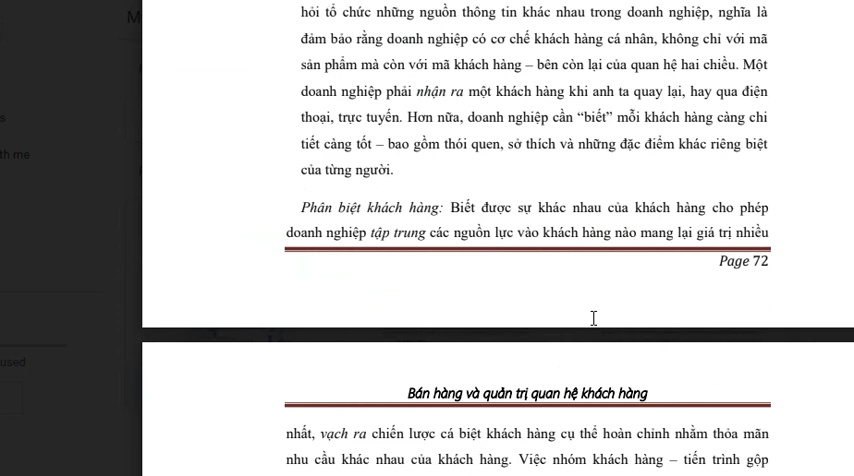 M
hỏi tổ chức những nguồn thông tin khác nhau trong doanh nghiệp, nghĩa là
đảm bảo rằng doanh nghiệp có cơ chế khách hàng cá nhân, không chỉ với mã
sản phẩm mà còn với mã khách hàng – bên còn lại của quan hệ hai chiều. Một
doanh nghiệp phải nhận ra một khách hàng khi anh ta quay lại, hay qua điện
thoại, trực tuyến. Hơn nữa, doanh nghiệp cần “biết” mỗi khách hàng càng chi
tiết càng tốt – bao gồm thói quen, sở thích và những đặc điểm khác riêng biệt
của từng người.
Phân biệt khách hàng: Biết được sự khác nhau của khách hàng cho phép
doanh nghiệp tập trung các nguồn lực vào khách hàng nào mang lại giá trị nhiều
Page 72
Bán hàng và quản trị quan hệ khách hàng
nhất, vạch ra chiến lược cá biệt khách hàng cụ thể hoàn chỉnh nhằm thỏa mãn
nhu cầu khác nhau của khách hàng. Việc nhóm khách hàng – tiến trình gộp
s
th me
used